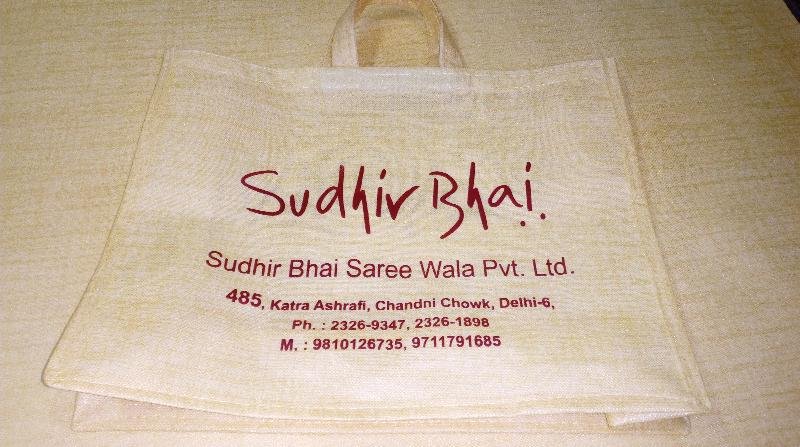 Sudhir Bhai.
Sudhir Bhai Saree Wala Pvt. Ltd.
485, Katra Ashrafi, Chandni Chowk, Delhi-6,
Ph. : 2326-9347, 2326-1898
M. : 9810126735, 9711791685